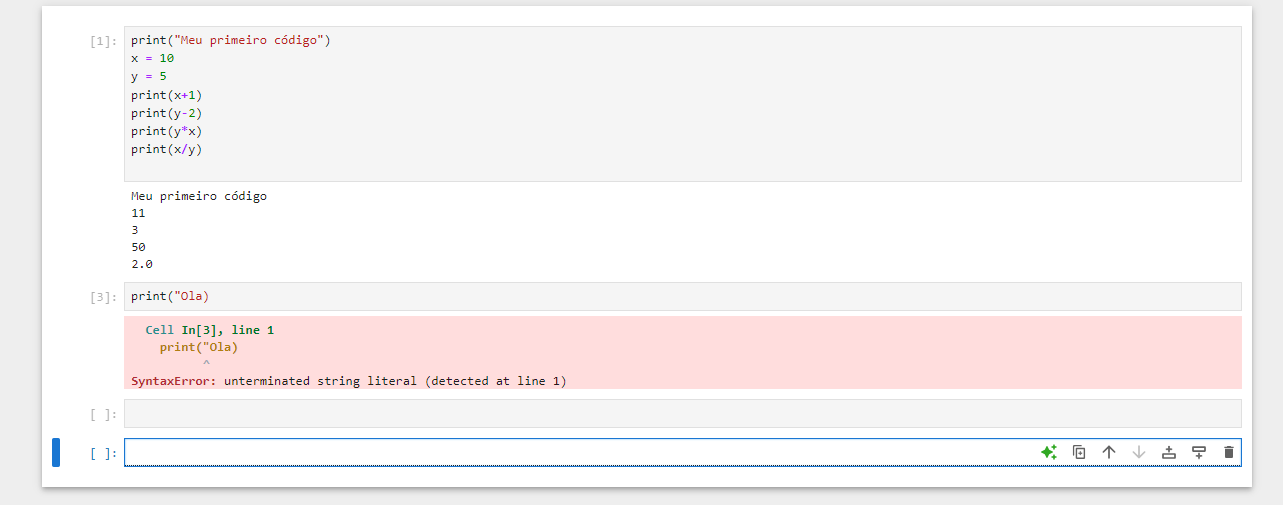 [1]: print("Meu primeiro código")
x = 10
y = 5
print(x+1)
print(y-2)
print(y*x)
print(x/y)
Meu primeiro código
11
3
50
2.0
[3]: print("Ola)
Cell In[3], line 1
print("Ola)
^
SyntaxError: unterminated string literal (detected at line 1)
[ ]:
[ ]: